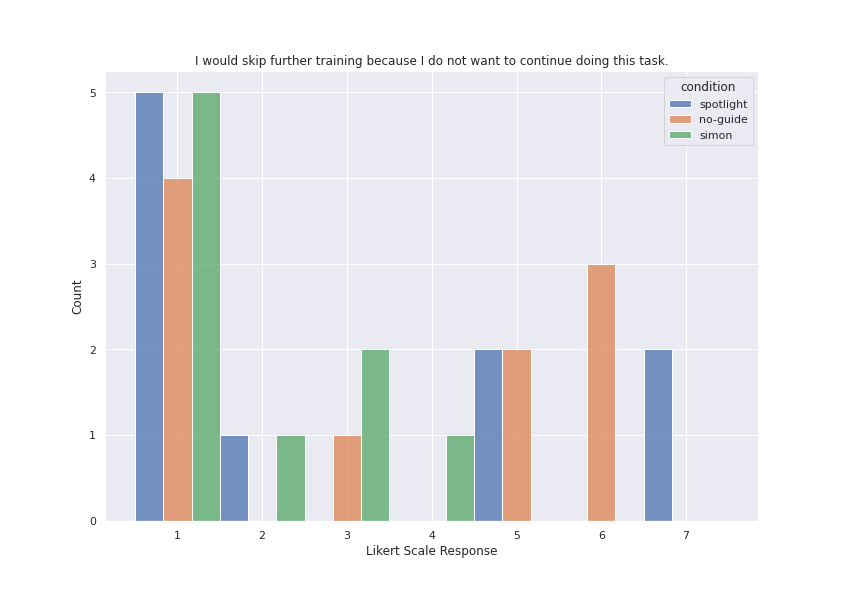 I would skip further training because I do not want to continue doing this task.
condition
spotlight
no-guide
simon
5
4
3
2
1
0
Count
1 2 3 4 5 6 7
Likert Scale Response